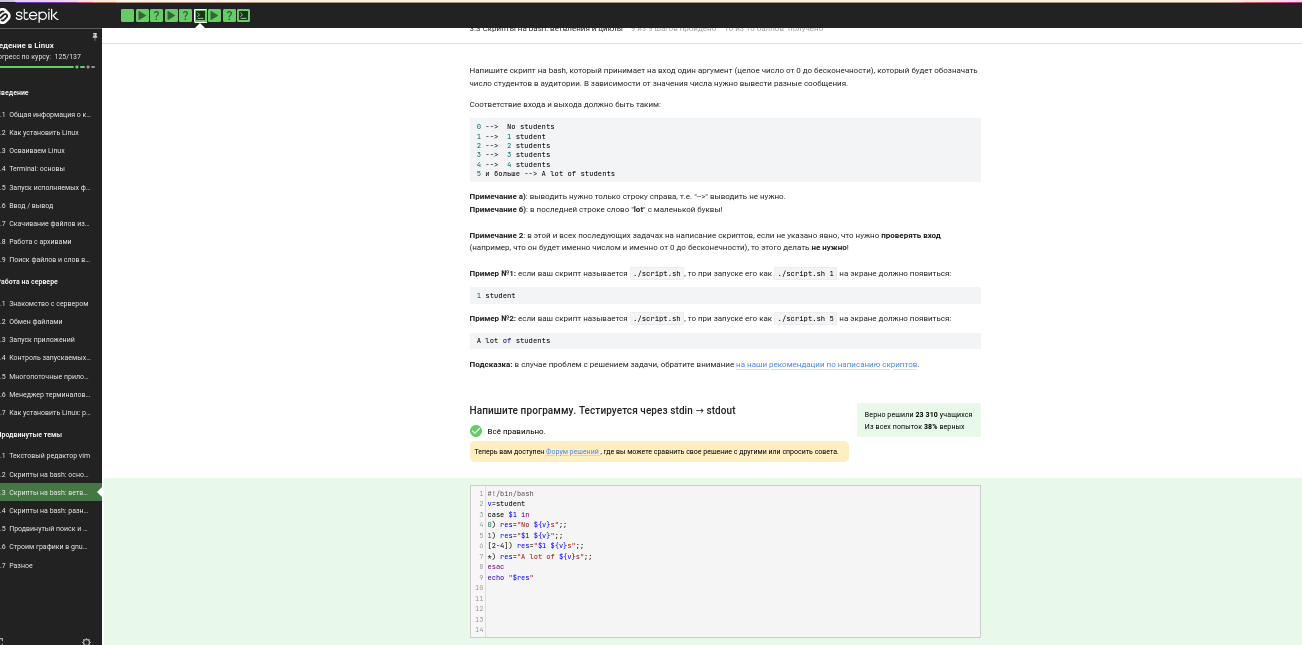 stepik
3.3 Скрипты на bash: ветвления и циклы 9 из 9 шагов пройдено 10 из 10 баллов получено
ведение в Linux
огресс по курсу: 125/137
ведение
.1 Общая информация о к...
.2 Как установить Linux
.3 Осваиваем Linux
.4 Terminal: основы
.5 Запуск исполняемых ф...
.6 Ввод / вывод
.7 Скачивание файлов из...
.8 Работа с архивами
.9 Поиск файлов и слов в...
абота на сервере
.1 Знакомство с сервером
.2 Обмен файлами
.3 Запуск приложений
.4 Контроль запускаемых...
.5 Многопоточные прило...
.6 Менеджер терминалов...
.7 Как установить Linux: р...
Продвинутые темы
.1 Текстовый редактор vim
.2 Скрипты на bash: осно...
.3 Скрипты на bash: ветв...
.4 Скрипты на bash: разн...
.5 Продвинутый поиск и ...
.6 Строим графики в gnu...
.7 Разное
Напишите скрипт на bash, который принимает на вход один аргумент (целое число от 0 до бесконечности), который будет обозначать
число студентов в аудитории. В зависимости от значения числа нужно вывести разные сообщения.
Соответствие входа и выхода должно быть таким:
0 --> No students
1 --> 1 student
2 --> 2 students
3 --> 3 students
4 --> 4 students
5 и больше --> A lot of students
Примечание а): выводить нужно только строку справа, т.е. "-->" выводить не нужно.
Примечание б): в последней строке слово "lot" с маленькой буквы!
Примечание 2: в этой и всех последующих задачах на написание скриптов, если не указано явно, что нужно проверять вход
(например, что он будет именно числом и именно от 0 до бесконечности), то этого делать не нужно!
Пример №1: если ваш скрипт называется ./script.sh, то при запуске его как ./script.sh 1 на экране должно появиться:
1 student
Пример №2: если ваш скрипт называется ./script.sh, то при запуске его как ./script.sh 5 на экране должно появиться:
A lot of students
Подсказка: в случае проблем с решением задачи, обратите внимание на наши рекомендации по написанию скриптов.
Напишите программу. Тестируется через stdin → stdout
Верно решили 23 310 учащихся
Из всех попыток 38% верных
Всё правильно.
Теперь вам доступен Форум решений, где вы можете сравнить свое решение с другими или спросить совета.
1 #!/bin/bash
2 v=student
3 case $1 in
4 0) res="No ${v}s";;
5 1) res="$1 ${v}";;
6 [2-4]) res="$1 ${v}s";;
7 *) res="A lot of ${v}s";;
8 esac
9 echo "$res"
10
11
12
13
14